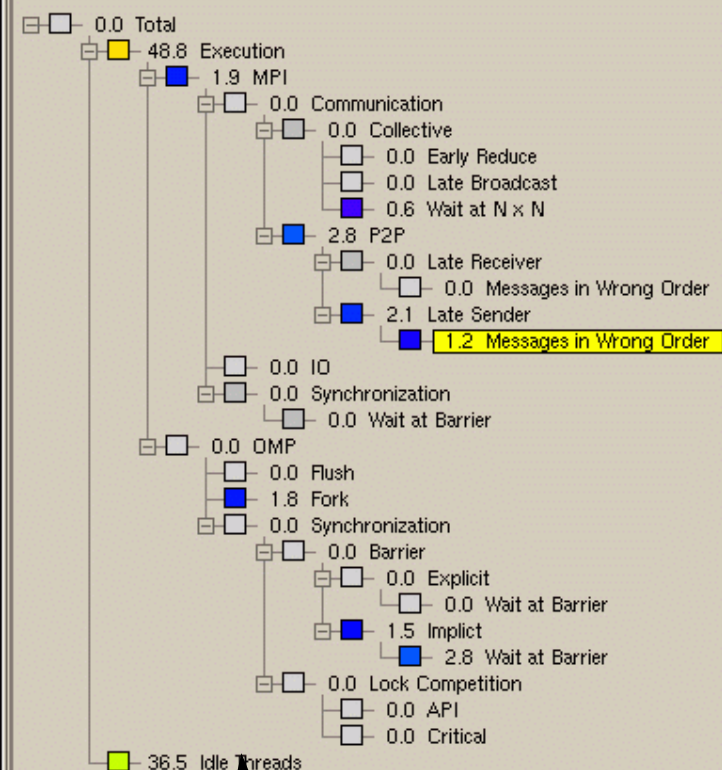 0.0 Total
48.8 Execution
1.9 MPI
0.0 Communication
0.0 Collective
0.0 Early Reduce
0.0 Late Broadcast
0.6 Wait at N x N
2.8 P2P
0.0 Late Receiver
0.0 Messages in Wrong Order
2.1 Late Sender
1.2 Messages in Wrong Order
0.0 IO
0.0 Synchronization
0.0 Wait at Barrier
0.0 OMP
0.0 Flush
1.8 Fork
0.0 Synchronization
0.0 Barrier
0.0 Explicit
0.0 Wait at Barrier
1.5 Implict
2.8 Wait at Barrier
0.0 Lock Competition
0.0 API
0.0 Critical
36.5 Idle Threads